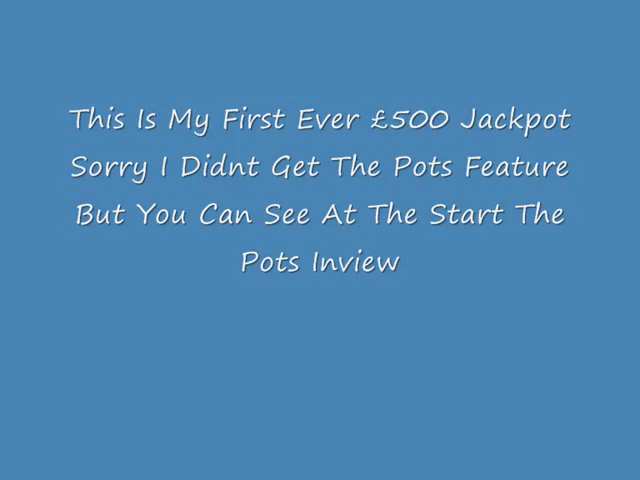 This Is My First Ever £500 Jackpot
Sorry I Didnt Get The Pots Feature
But You Can See At The Start The
Pots Inview